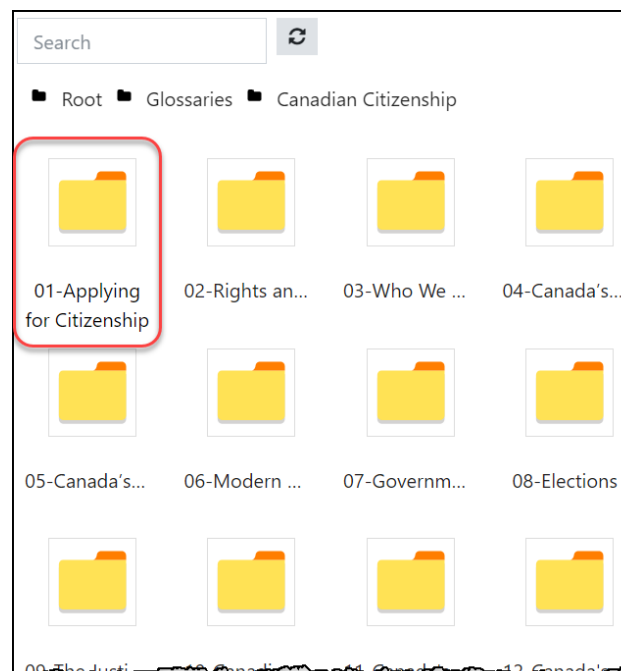 Search
Root Glossaries Canadian Citizenship
01-Applying for Citizenship
02-Rights an...
03-Who We ...
04-Canada's...
05-Canada's...
06-Modern ...
07-Governm...
08-Elections